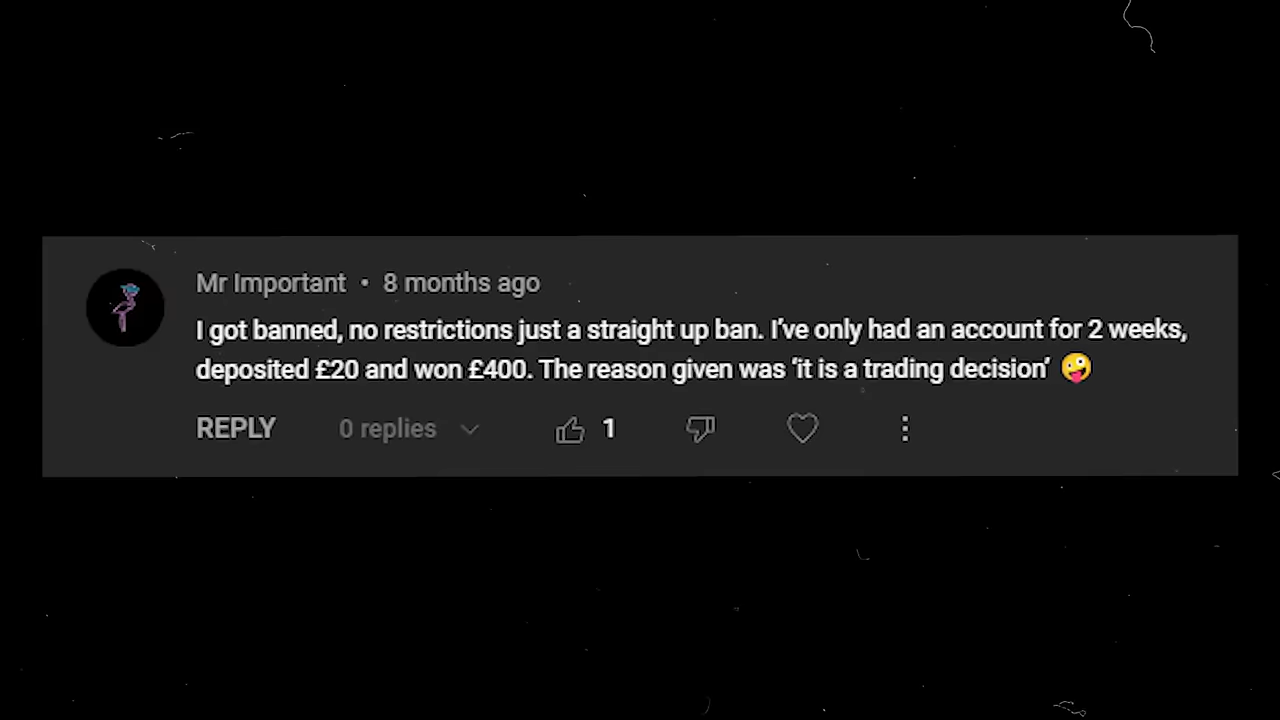 Mr Important • 8 months ago
I got banned, no restrictions just a straight up ban. I've only had an account for 2 weeks,
deposited £20 and won £400. The reason given was ‘it is a trading decision’ 🤪
REPLY 0 replies 1